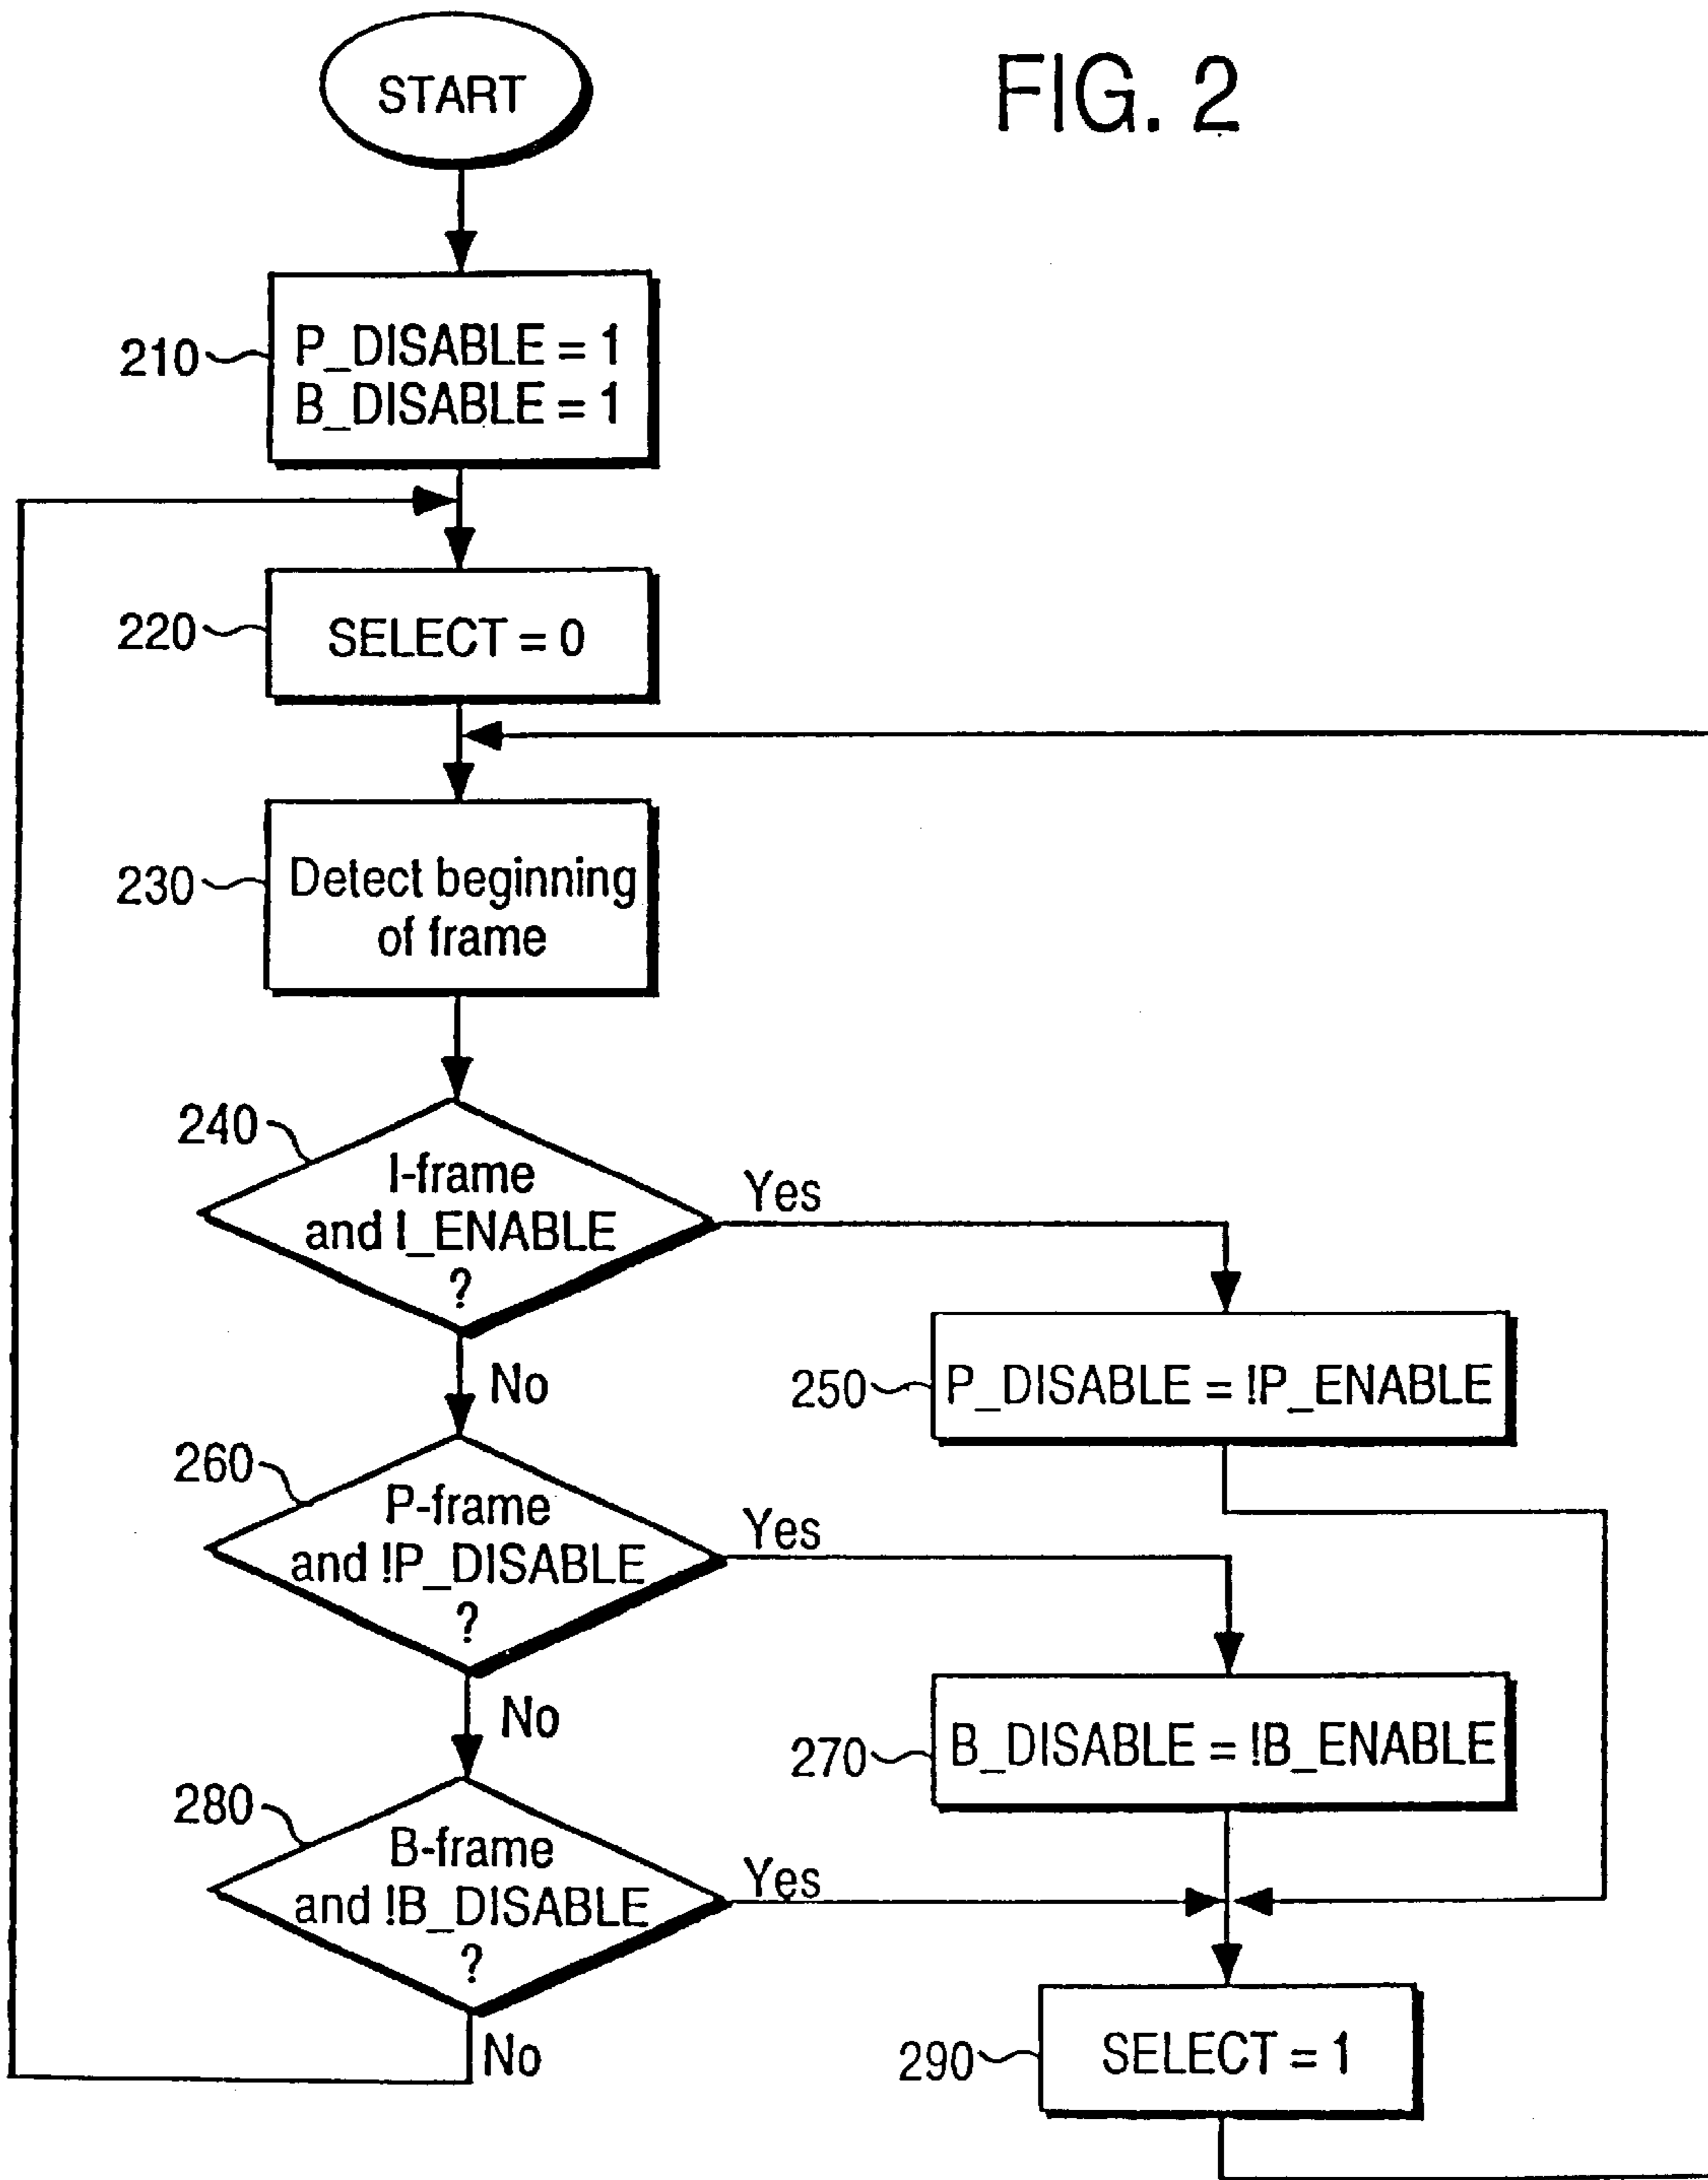 START
FIG. 2
210
P_DISABLE = 1
B_DISABLE = 1
220
SELECT = 0
230
Detect beginning
of frame
240
I-frame
and I_ENABLE
?
Yes
No
250
P_DISABLE = !P_ENABLE
260
P-frame
and !P_DISABLE
?
Yes
No
270
B_DISABLE = !B_ENABLE
280
B-frame
and !B_DISABLE
?
Yes
No
290
SELECT = 1